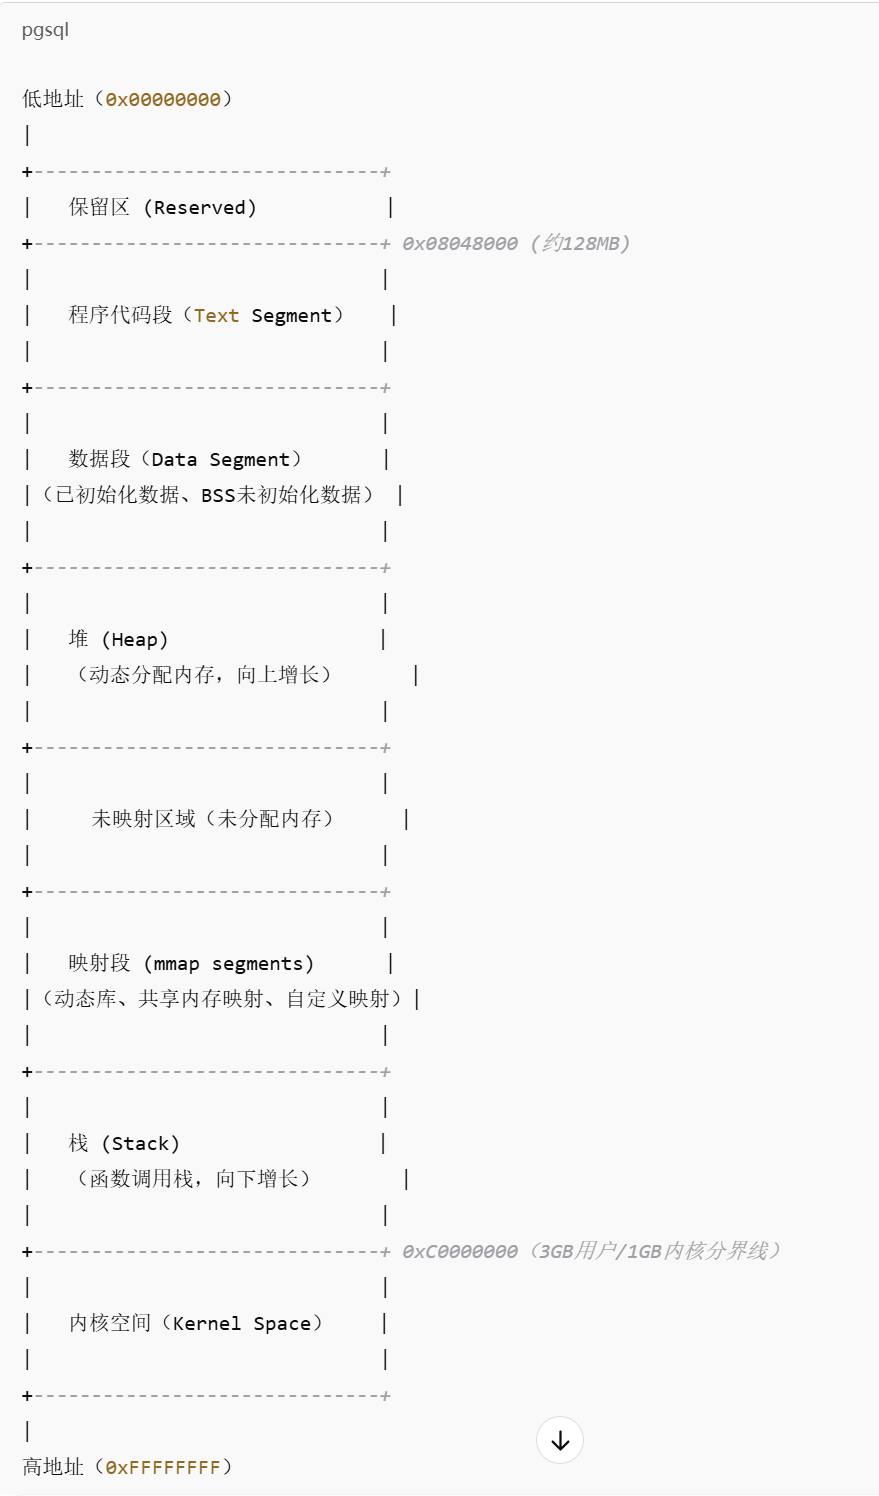 pgsql
低地址（0x00000000）
|
+-----------------------------+
|   保留区 (Reserved)           |
+-----------------------------+ 0x08048000 (约128MB)
|                             |
|   程序代码段（Text Segment）   |
|                             |
+-----------------------------+
|                             |
|   数据段（Data Segment）      |
|（已初始化数据、BSS未初始化数据） |
|                             |
+-----------------------------+
|                             |
|   堆 (Heap)                 |
|   （动态分配内存，向上增长）      |
|                             |
+-----------------------------+
|                             |
|     未映射区域（未分配内存）     |
|                             |
+-----------------------------+
|                             |
|   映射段 (mmap segments)      |
|（动态库、共享内存映射、自定义映射）|
|                             |
+-----------------------------+
|                             |
|   栈 (Stack)                |
|   （函数调用栈，向下增长）       |
|                             |
+-----------------------------+ 0xC0000000（3GB用户/1GB内核分界线）
|                             |
|   内核空间（Kernel Space）    |
|                             |
+-----------------------------+
|
高地址（0xFFFFFFFF）